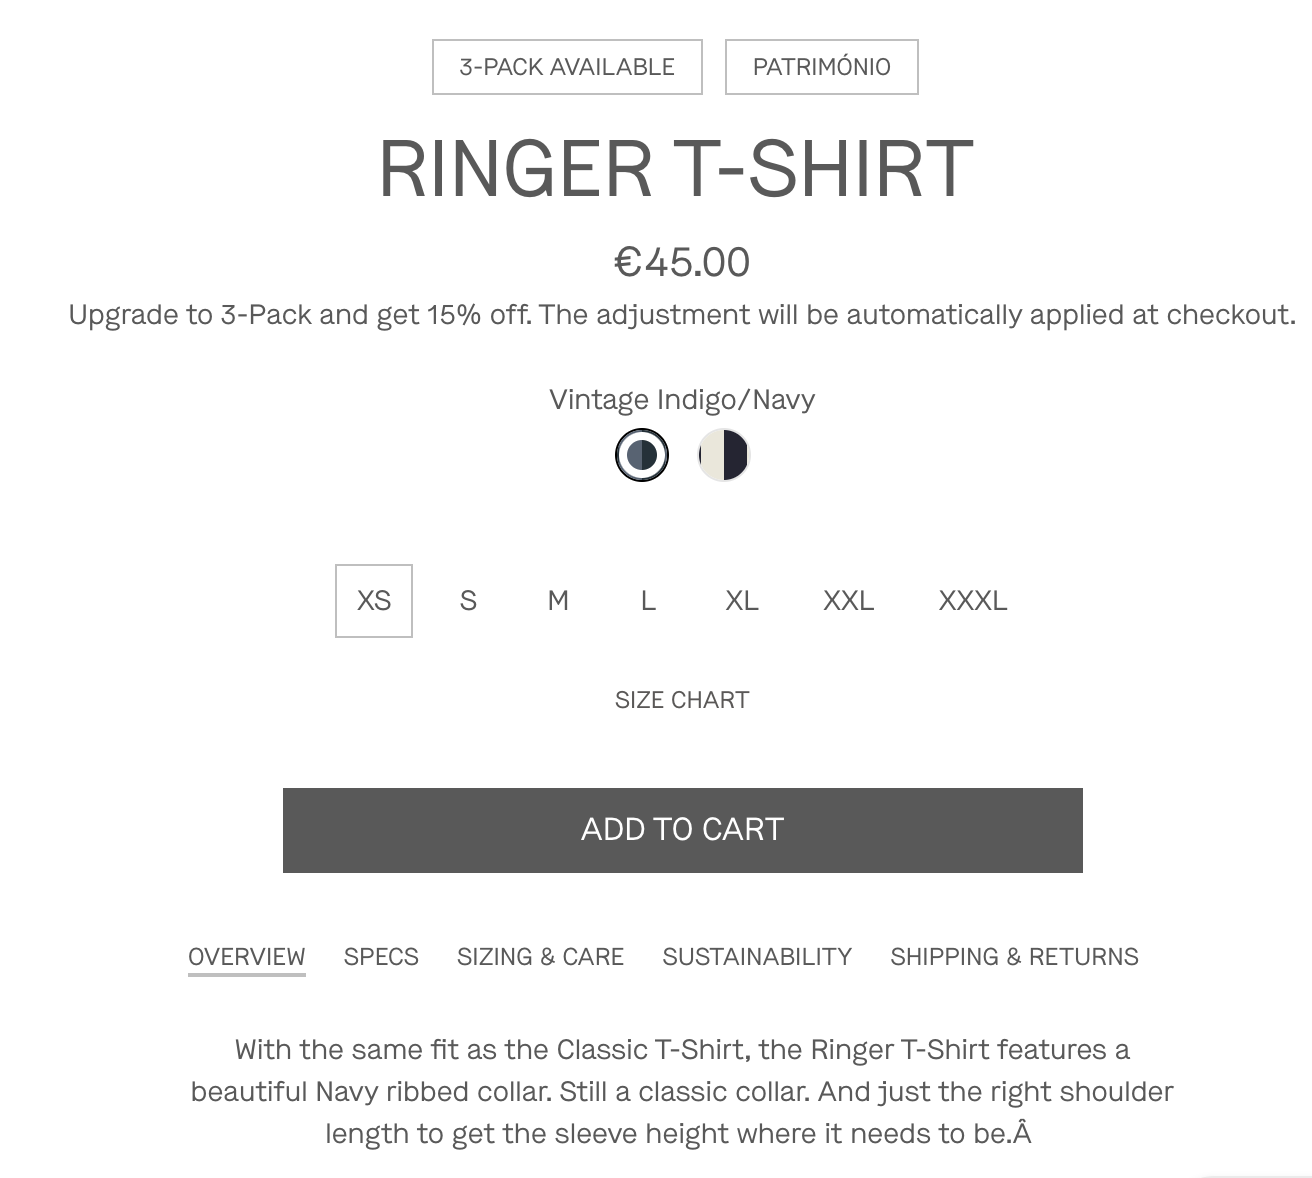 3-PACK AVAILABLE PATRIMÓNIO
RINGER T-SHIRT
€45.00
Upgrade to 3-Pack and get 15% off. The adjustment will be automatically applied at checkout.
Vintage Indigo/Navy
XS S M L XL XXL XXXL
SIZE CHART
ADD TO CART
OVERVIEW SPECS SIZING & CARE SUSTAINABILITY SHIPPING & RETURNS
With the same fit as the Classic T-Shirt, the Ringer T-Shirt features a
beautiful Navy ribbed collar. Still a classic collar. And just the right shoulder
length to get the sleeve height where it needs to be.Â